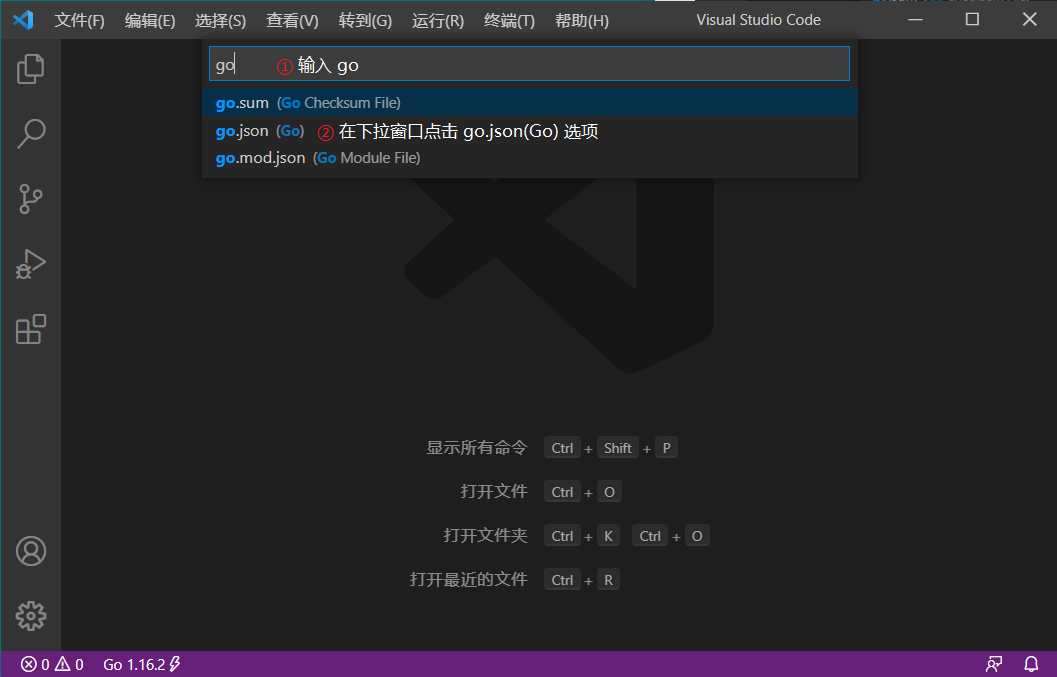 文件(F) 编辑(E) 选择(S) 查看(V) 转到(G) 运行(R) 终端(T) 帮助(H) Visual Studio Code
go ① 输入 go
go.sum (Go Checksum File)
go.json (Go) ② 在下拉窗口点击 go.json(Go) 选项
go.mod.json (Go Module File)
显示所有命令 Ctrl + Shift + P
打开文件 Ctrl + O
打开文件夹 Ctrl + K Ctrl + O
打开最近的文件 Ctrl + R
0 0 Go 1.16.2